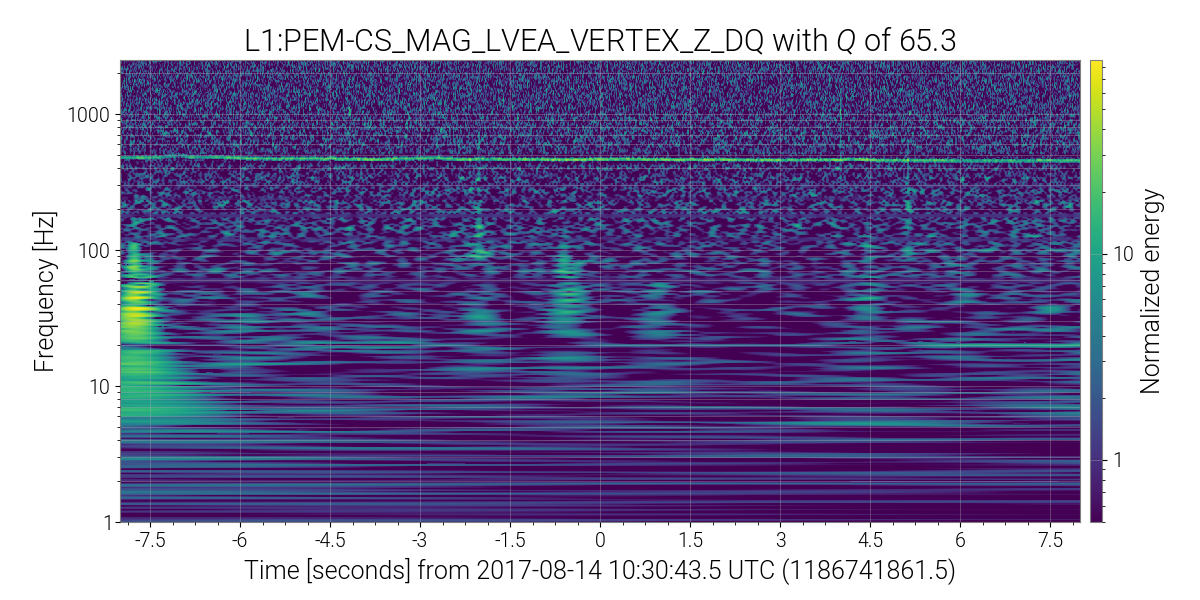 L1:PEM-CS_MAG_LVEA_VERTEX_Z_DQ with Q of 65.3
Frequency [Hz]
1000
100
10
1
-7.5 -6 -4.5 -3 -1.5 0 1.5 3 4.5 6 7.5
Time [seconds] from 2017-08-14 10:30:43.5 UTC (1186741861.5)
10
1
Normalized energy